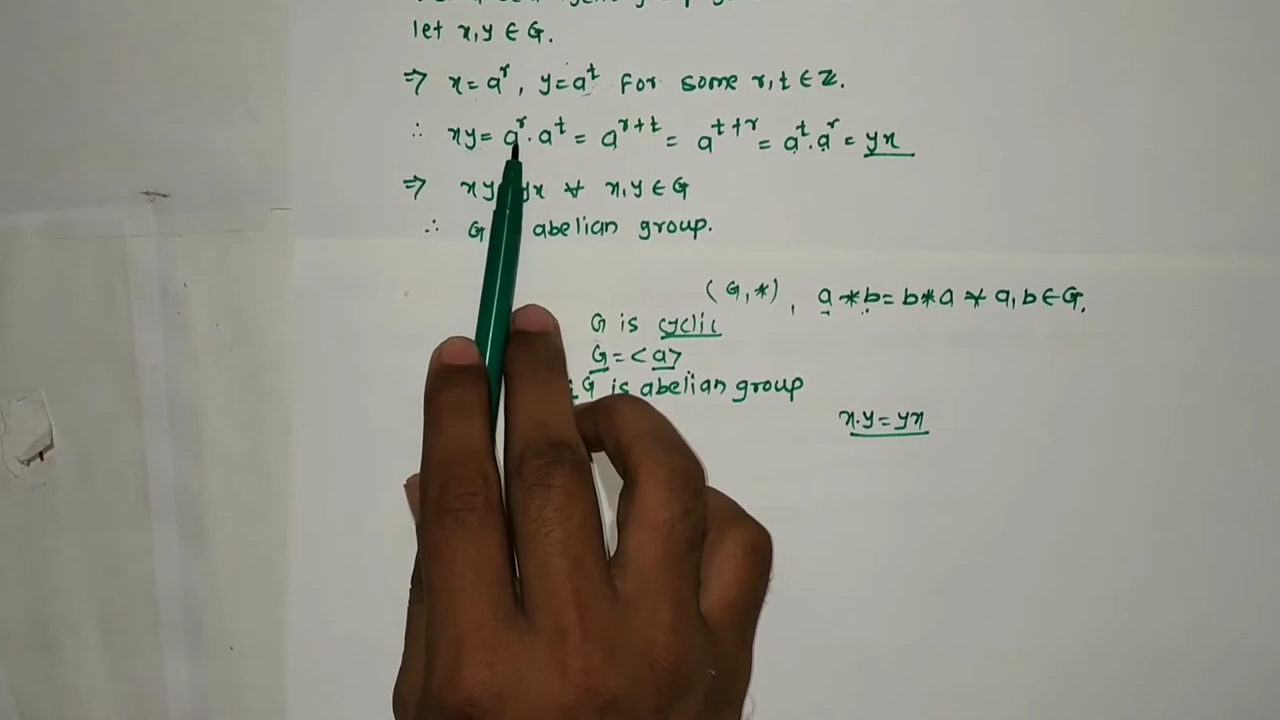 let x,y ∈ G.
⇒ x = a^r, y = a^t for some r,t ∈ Z.
∴ xy = a^r · a^t = a^(r+t) = a^(t+r) = a^t · a^r = yx
⇒ xy yx ∀ x,y ∈ G
∴ G abelian group.
(G,*), a*b = b*a ∀ a,b ∈ G.
G is cyclic
G = <a>
G is abelian group
x·y = yx